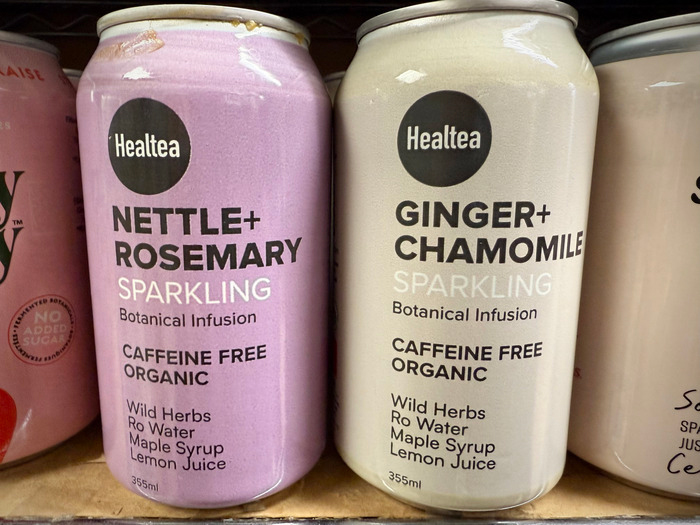 Healtea
NETTLE+
ROSEMARY
SPARKLING
Botanical Infusion
CAFFEINE FREE
ORGANIC
Wild Herbs
Ro Water
Maple Syrup
Lemon Juice
355ml
Healtea
GINGER+
CHAMOMILE
SPARKLING
Botanical Infusion
CAFFEINE FREE
ORGANIC
Wild Herbs
Ro Water
Maple Syrup
Lemon Juice
355ml
NO
ADDED
SUGAR